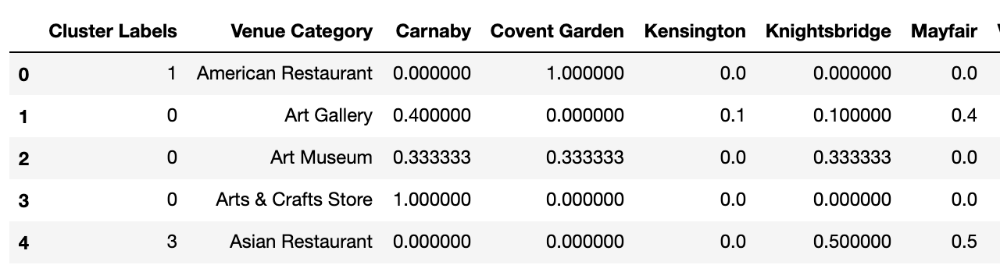 Cluster Labels Venue Category Carnaby Covent Garden Kensington Knightsbridge Mayfair
0 1 American Restaurant 0.000000 1.000000 0.0 0.000000 0.0
1 0 Art Gallery 0.400000 0.000000 0.1 0.100000 0.4
2 0 Art Museum 0.333333 0.333333 0.0 0.333333 0.0
3 0 Arts & Crafts Store 1.000000 0.000000 0.0 0.000000 0.0
4 3 Asian Restaurant 0.000000 0.000000 0.0 0.500000 0.5